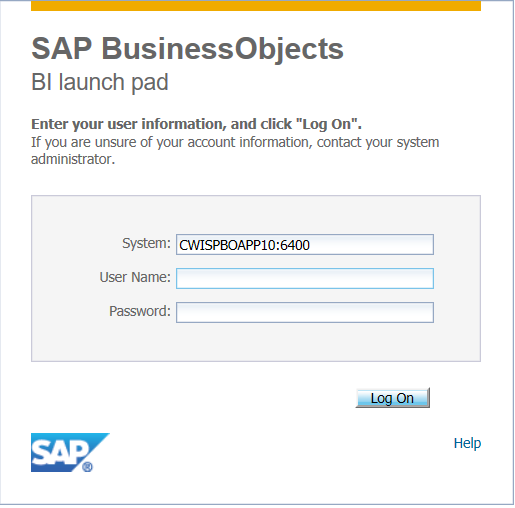 SAP BusinessObjects
BI launch pad
Enter your user information, and click "Log On".
If you are unsure of your account information, contact your system
administrator.
System: CWISPBOAPP10:6400
User Name:
Password:
Log On
SAP®
Help